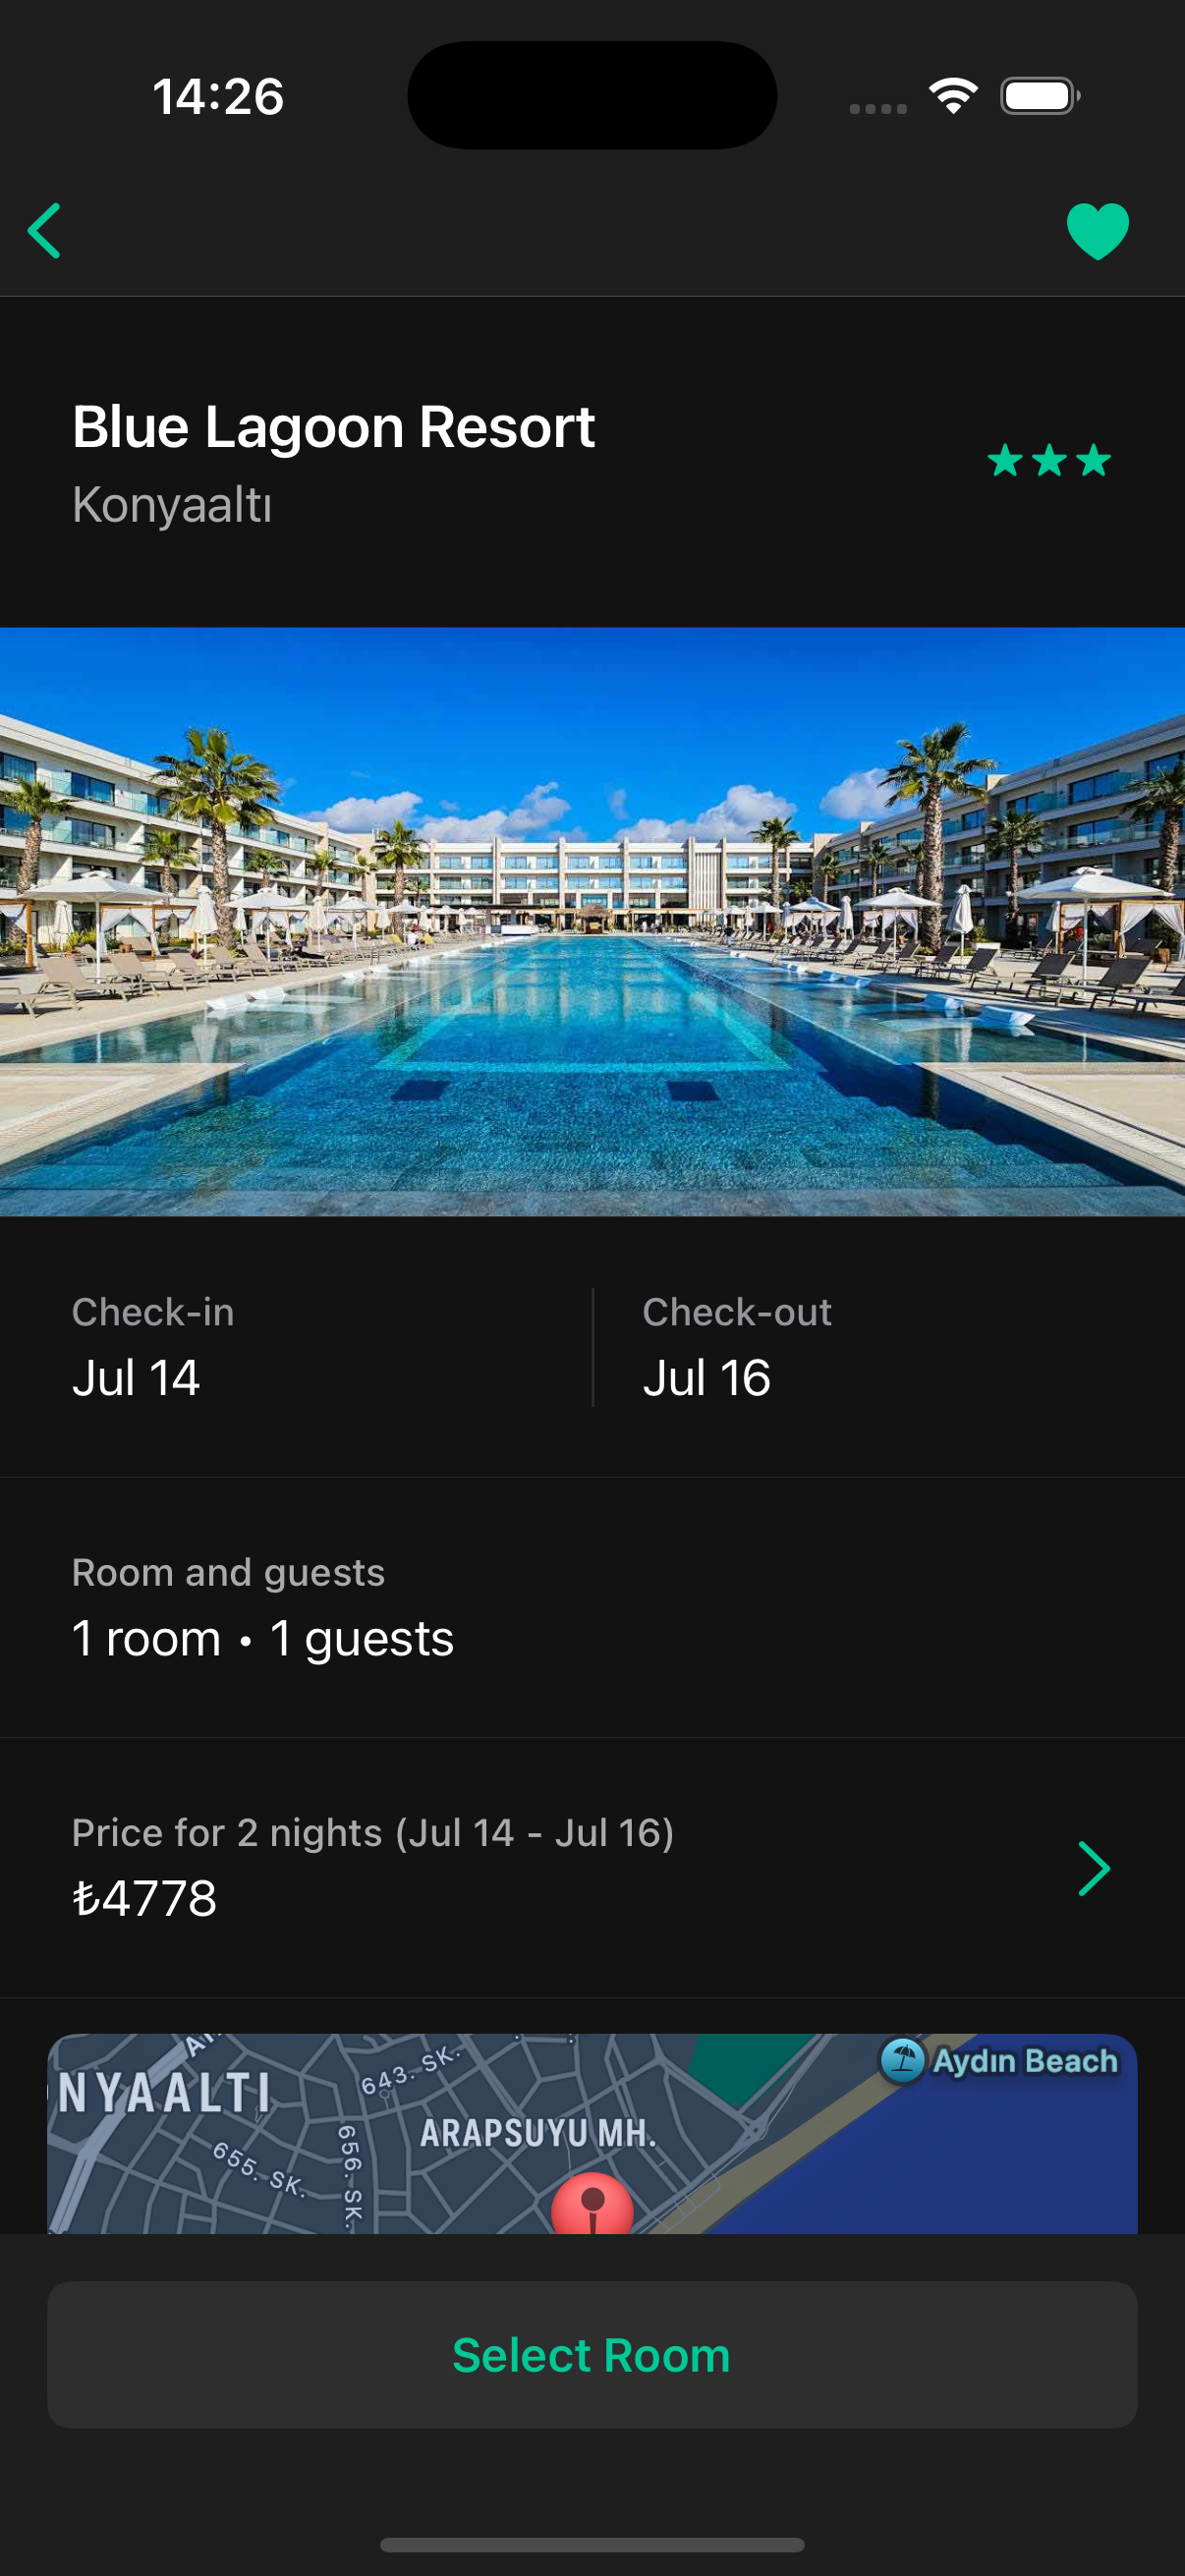 14:26
Blue Lagoon Resort
Konyaaltı
Check-in
Jul 14
Check-out
Jul 16
Room and guests
1 room • 1 guests
Price for 2 nights (Jul 14 - Jul 16)
₺4778
NYAALTI
643. SK.
Aydın Beach
ARAPSUYU MH.
655. SK.
656. SK.
Select Room